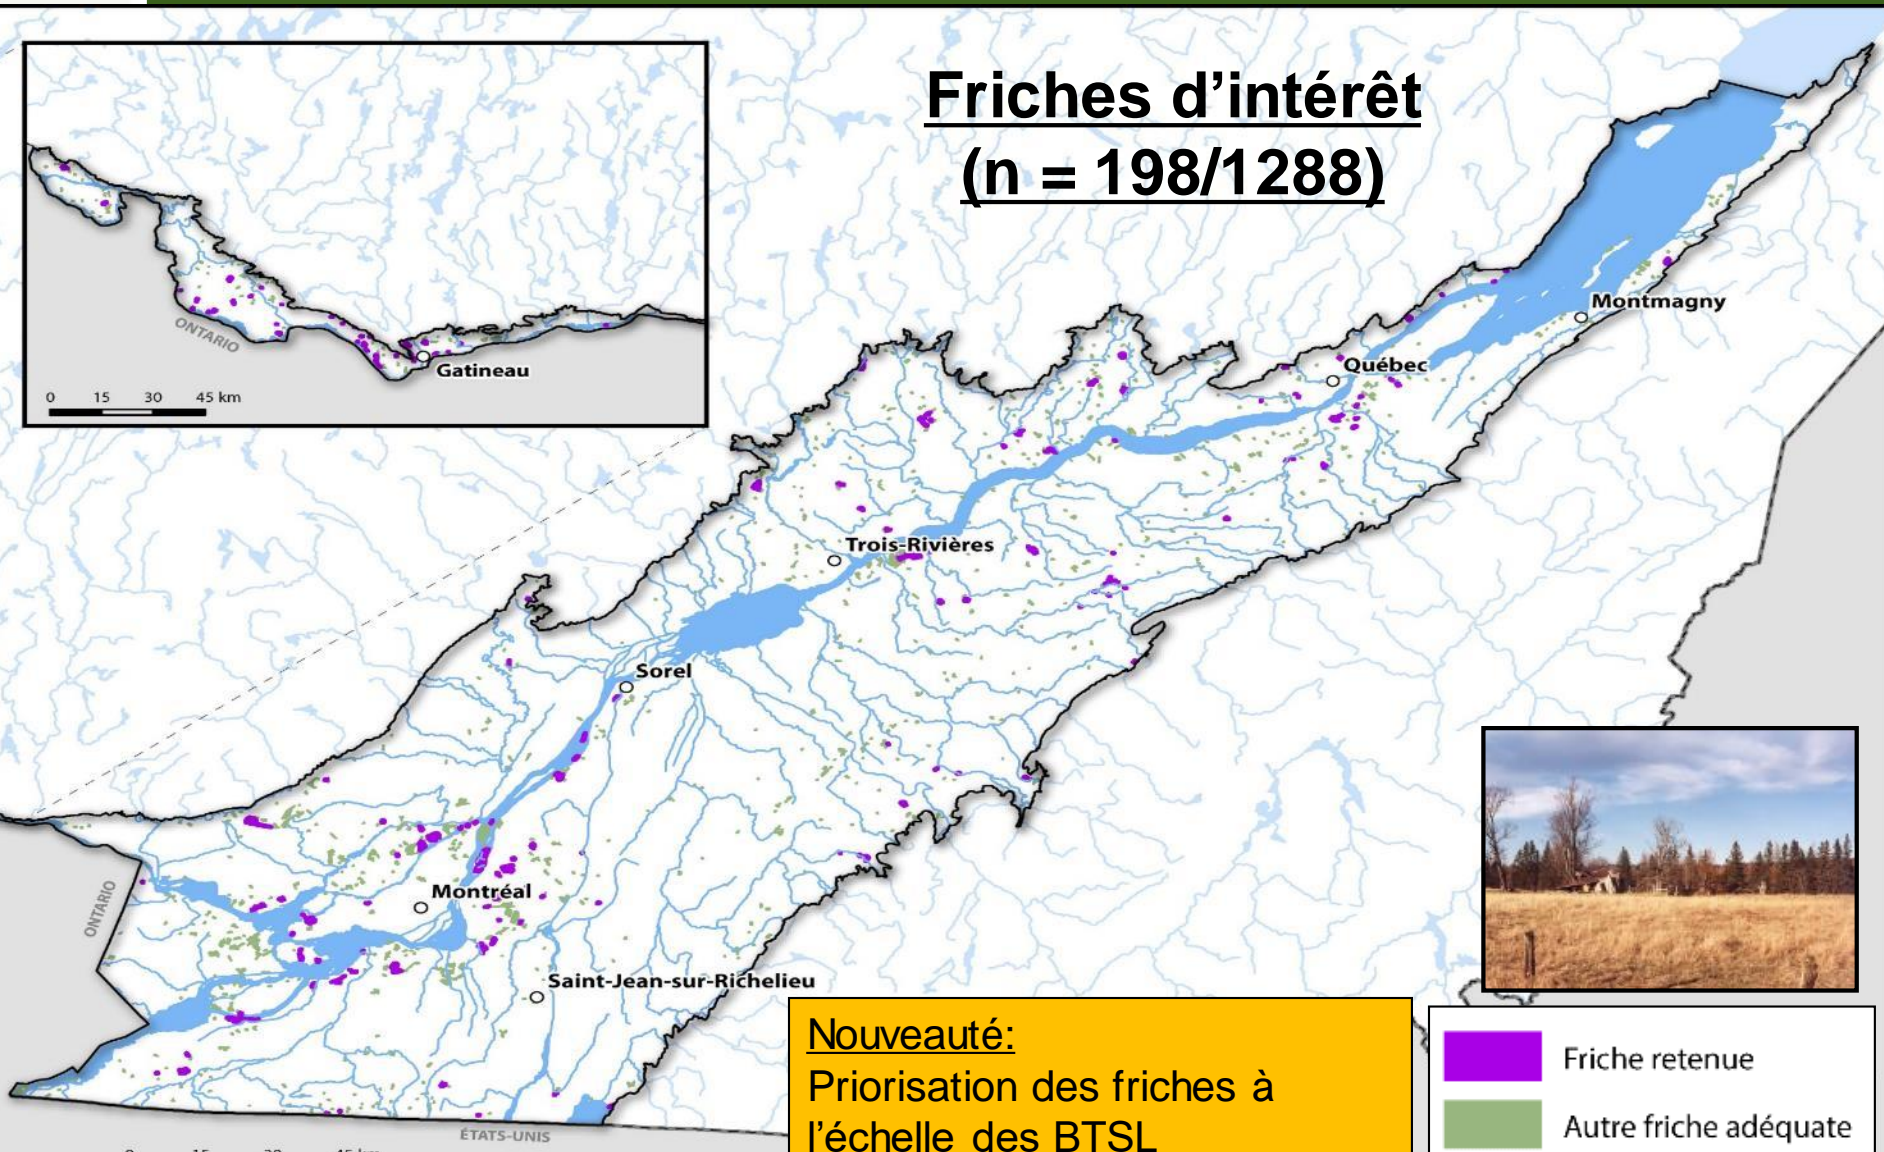 Friches d'intérêt
(n = 198/1288)
ONTARIO
Gatineau
0 15 30 45 km
Montmagny
Québec
Trois-Rivières
Sorel
Montréal
ONTARIO
Saint-Jean-sur-Richelieu
ÉTATS-UNIS
Nouveauté:
Priorisation des friches à
l'échelle des BTSL
Friche retenue
Autre friche adéquate